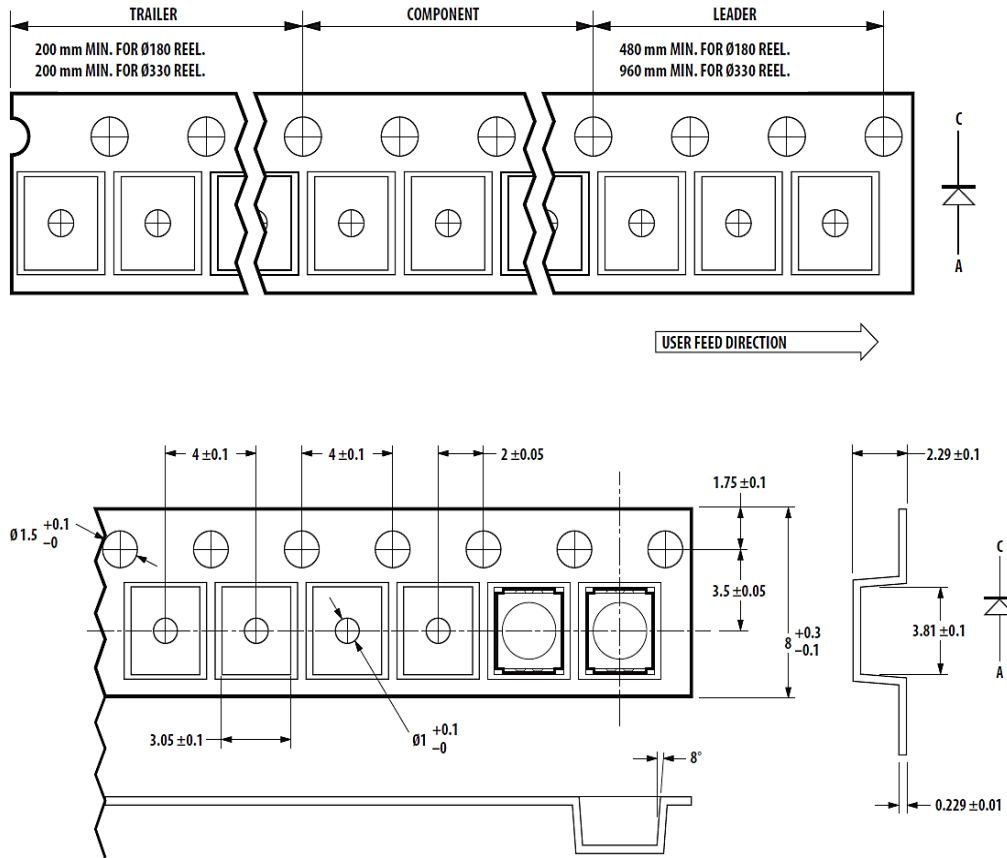 TRAILER COMPONENT LEADER
200 mm MIN. FOR Ø180 REEL. 480 mm MIN. FOR Ø180 REEL.
200 mm MIN. FOR Ø330 REEL. 960 mm MIN. FOR Ø330 REEL.
C
A
USER FEED DIRECTION
4 ±0.1 4 ±0.1 2 ±0.05 2.29 ±0.1
1.75 ±0.1
Ø 1.5 +0.1 −0
C
3.5 ±0.05
8 +0.3 −0.1
3.81 ±0.1
A
3.05 ±0.1 Ø1 +0.1 −0
8°
0.229 ±0.01